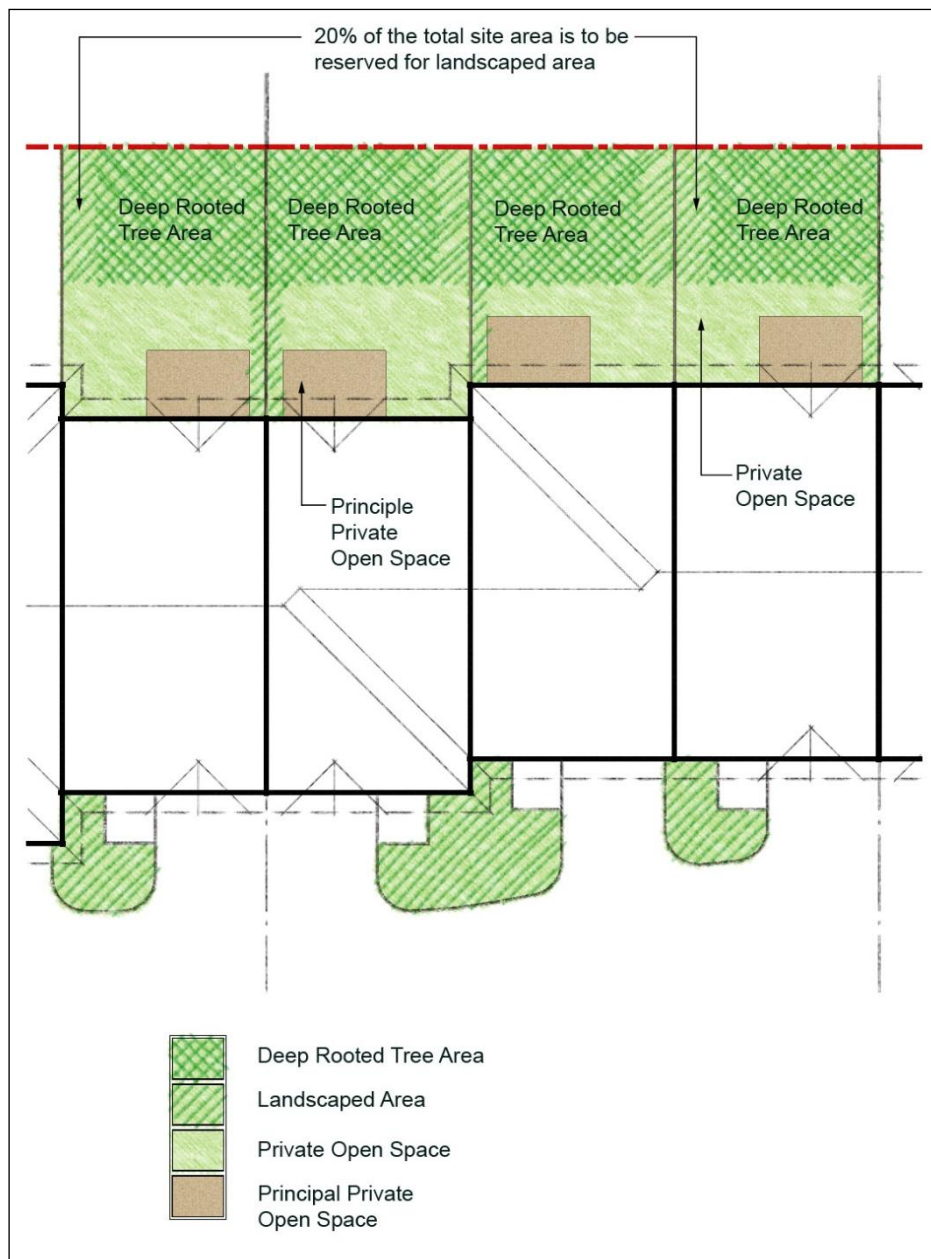 20% of the total site area is to be
reserved for landscaped area
Deep Rooted
Tree Area
Deep Rooted
Tree Area
Deep Rooted
Tree Area
Deep Rooted
Tree Area
Principle
Private
Open Space
Private
Open Space
Deep Rooted Tree Area
Landscaped Area
Private Open Space
Principal Private
Open Space